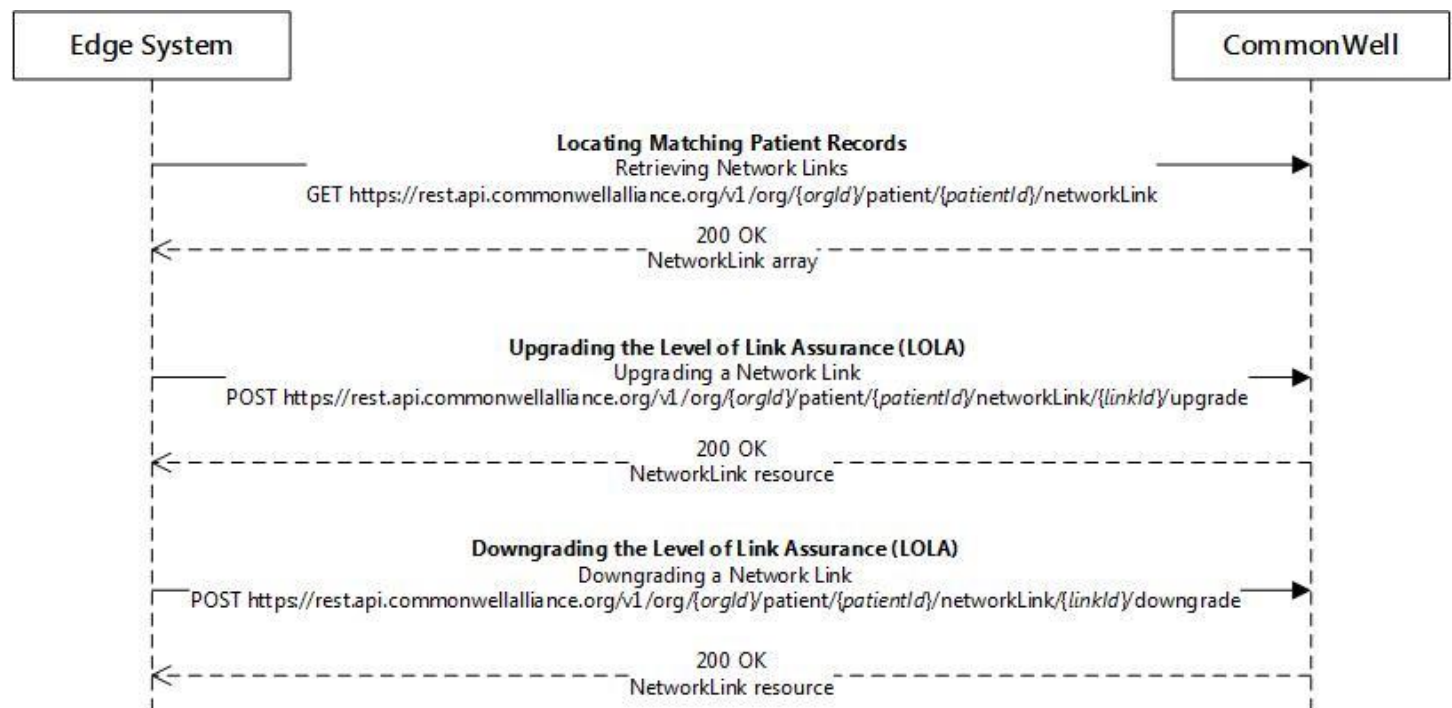 Edge System
CommonWell
Locating Matching Patient Records
Retrieving Network Links
GET https://rest.api.commonwellalliance.org/v1/org/{orgId}/patient/{patientId}/networkLink
200 OK
NetworkLink array
Upgrading the Level of Link Assurance (LOLA)
Upgrading a Network Link
POST https://rest.api.commonwellalliance.org/v1/org/{orgId}/patient/{patientId}/networkLink/{linkId}/upgrade
200 OK
NetworkLink resource
Downgrading the Level of Link Assurance (LOLA)
Downgrading a Network Link
POST https://rest.api.commonwellalliance.org/v1/org/{orgId}/patient/{patientId}/networkLink/{linkId}/downgrade
200 OK
NetworkLink resource